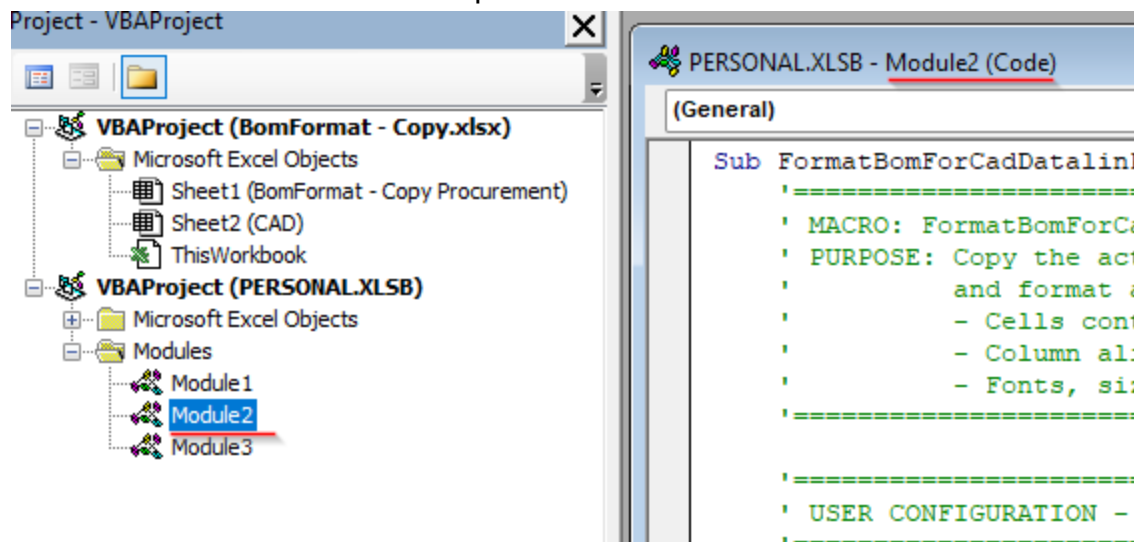 Project - VBAProject
VBAProject (BomFormat - Copy.xlsx)
Microsoft Excel Objects
Sheet1 (BomFormat - Copy Procurement)
Sheet2 (CAD)
ThisWorkbook
VBAProject (PERSONAL.XLSB)
Microsoft Excel Objects
Modules
Module1
Module2
Module3
PERSONAL.XLSB - Module2 (Code)
(General)
Sub FormatBomForCadDatalin
'========================
' MACRO: FormatBomForCa
' PURPOSE: Copy the act
' and format a
' - Cells cont
' - Column ali
' - Fonts, siz
'========================
'========================
' USER CONFIGURATION -
'========================